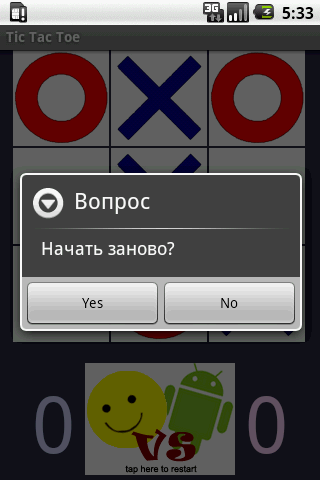 3G
5:33
Tic Tac Toe
Вопрос
Начать заново?
Yes
No
0
VS
0
tap here to restart